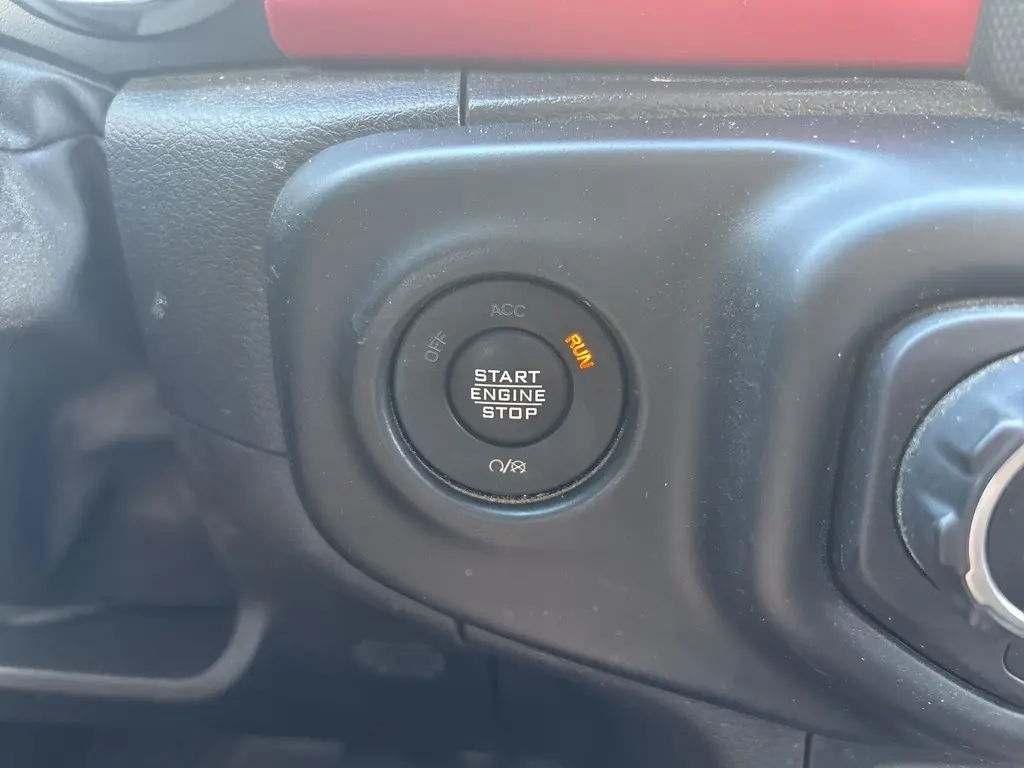 ACC
OFF
RUN
START
ENGINE
STOP